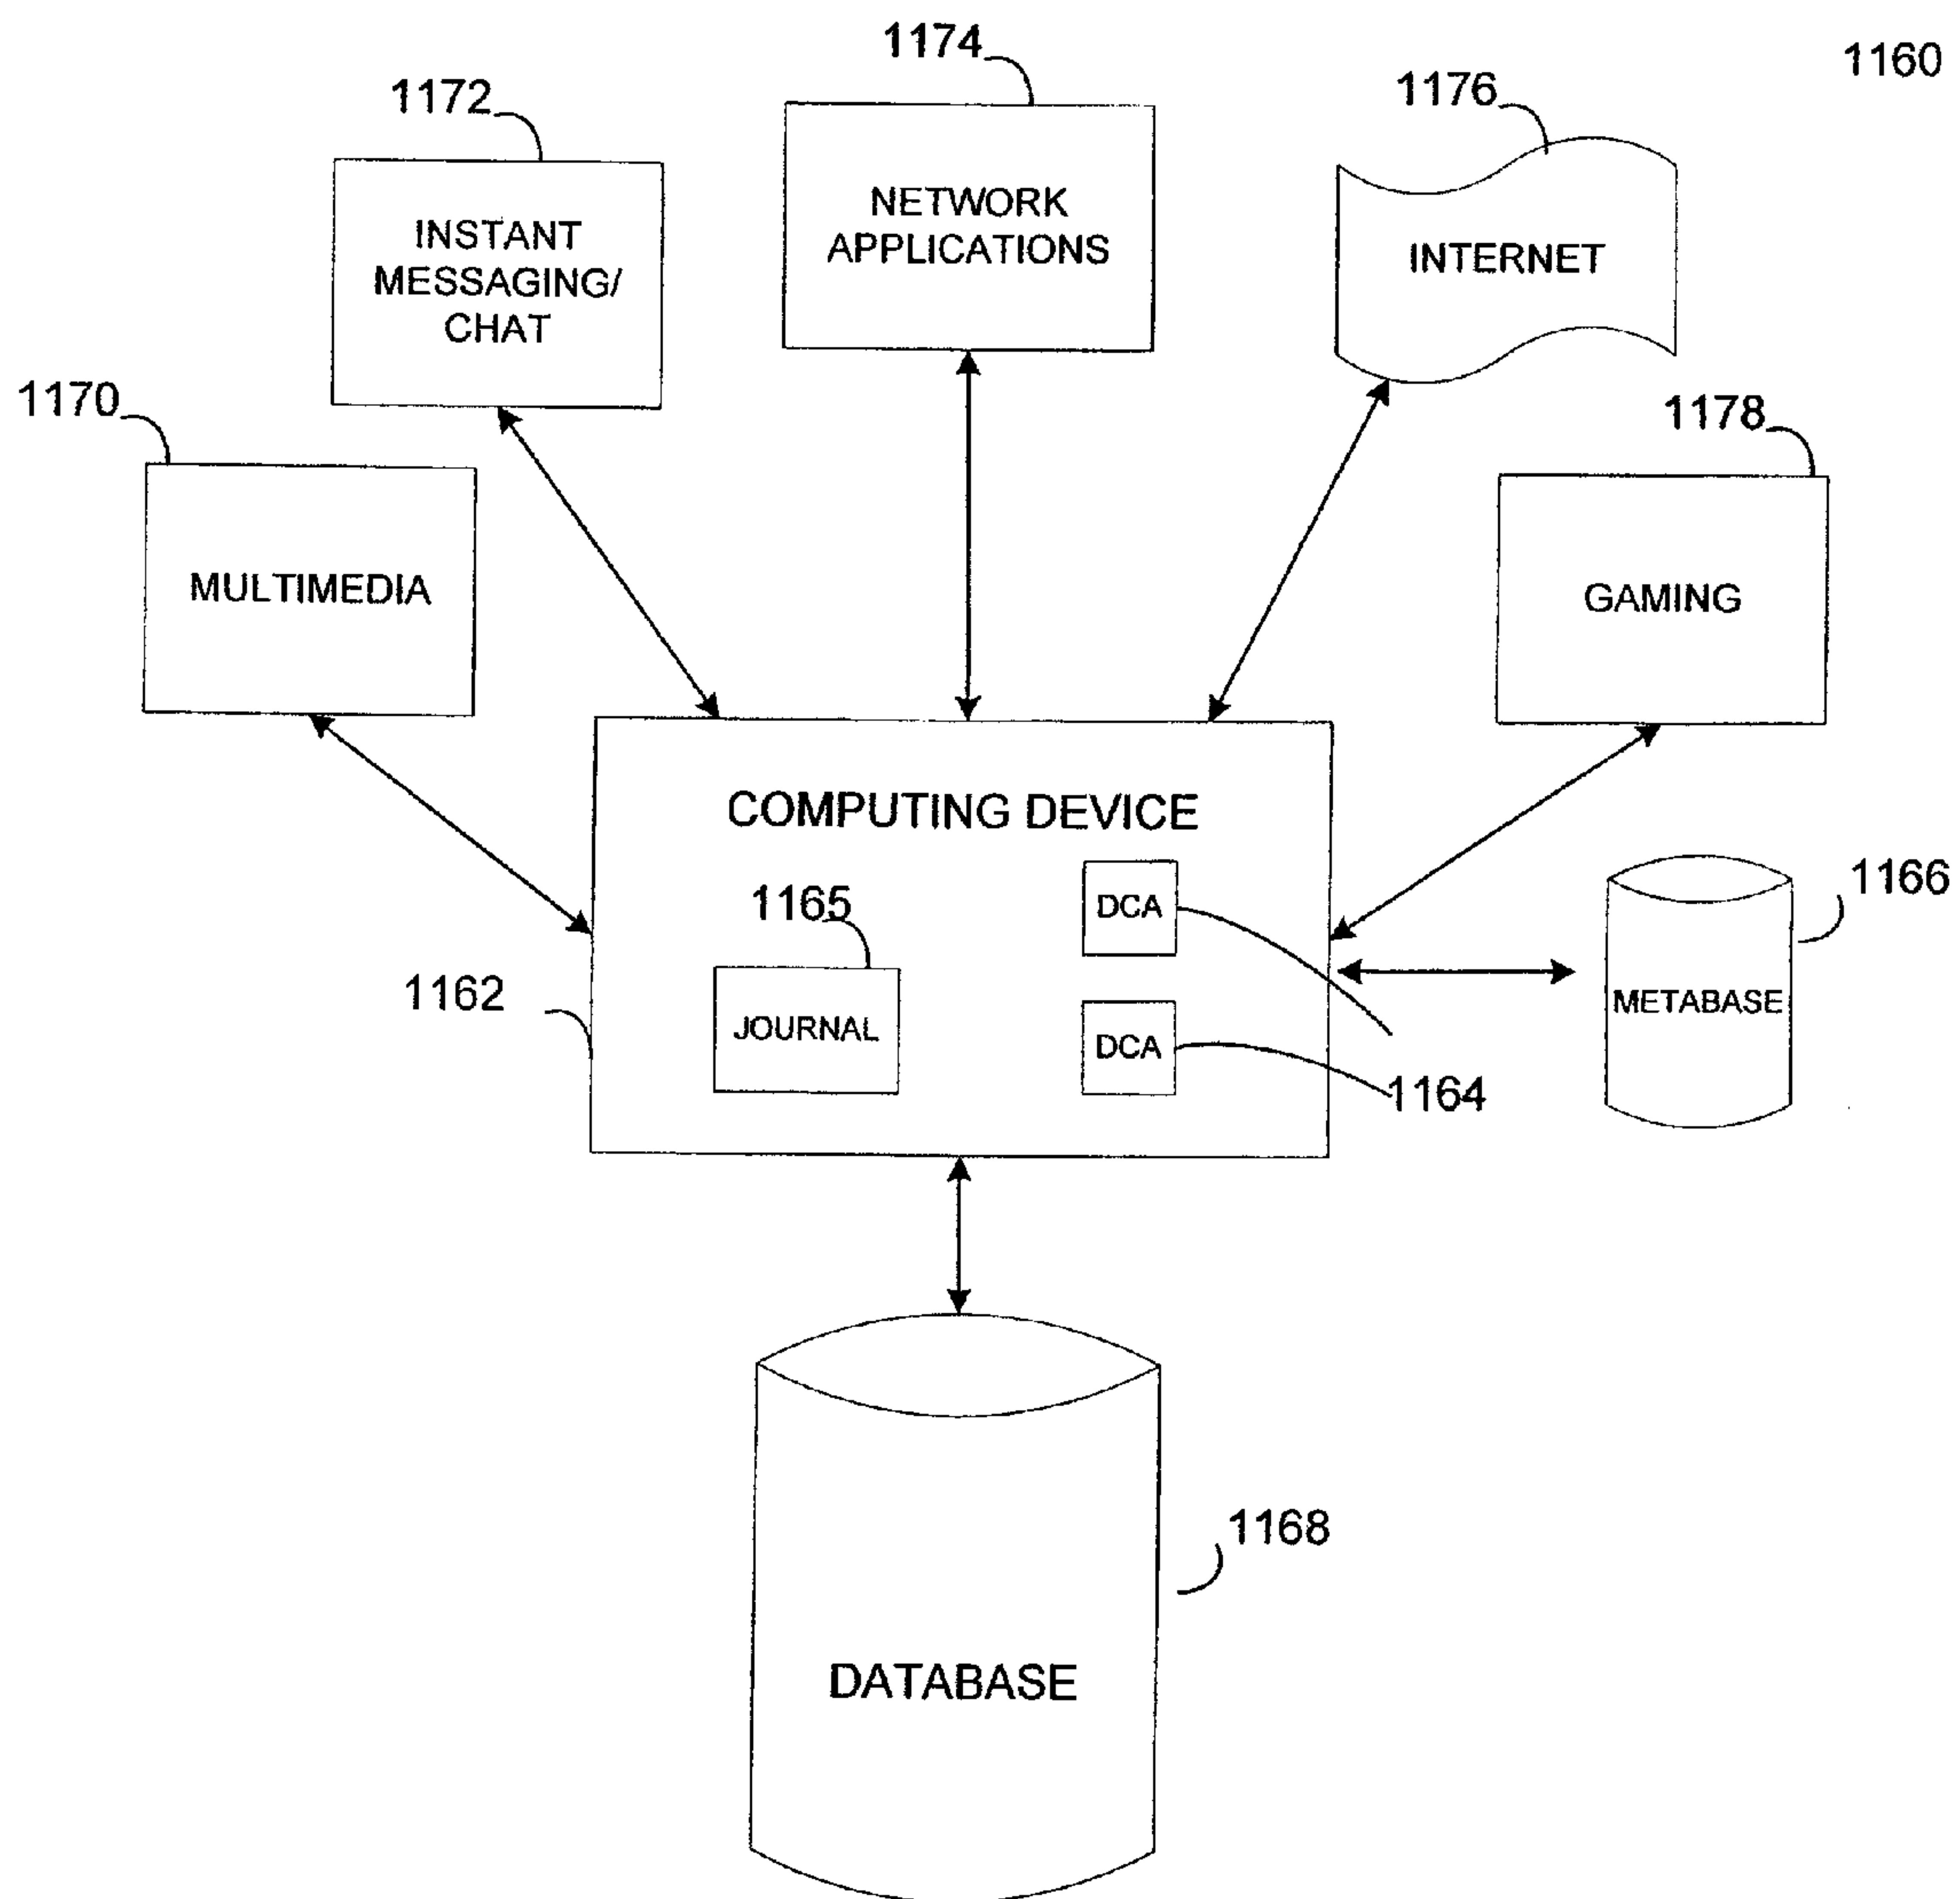 1160
1174
1172
1176
NETWORK
APPLICATIONS
INSTANT
MESSAGING/
CHAT
INTERNET
1170
1178
MULTIMEDIA
GAMING
COMPUTING DEVICE
1165
DCA
1166
1162
JOURNAL
DCA
METABASE
1164
1168
DATABASE